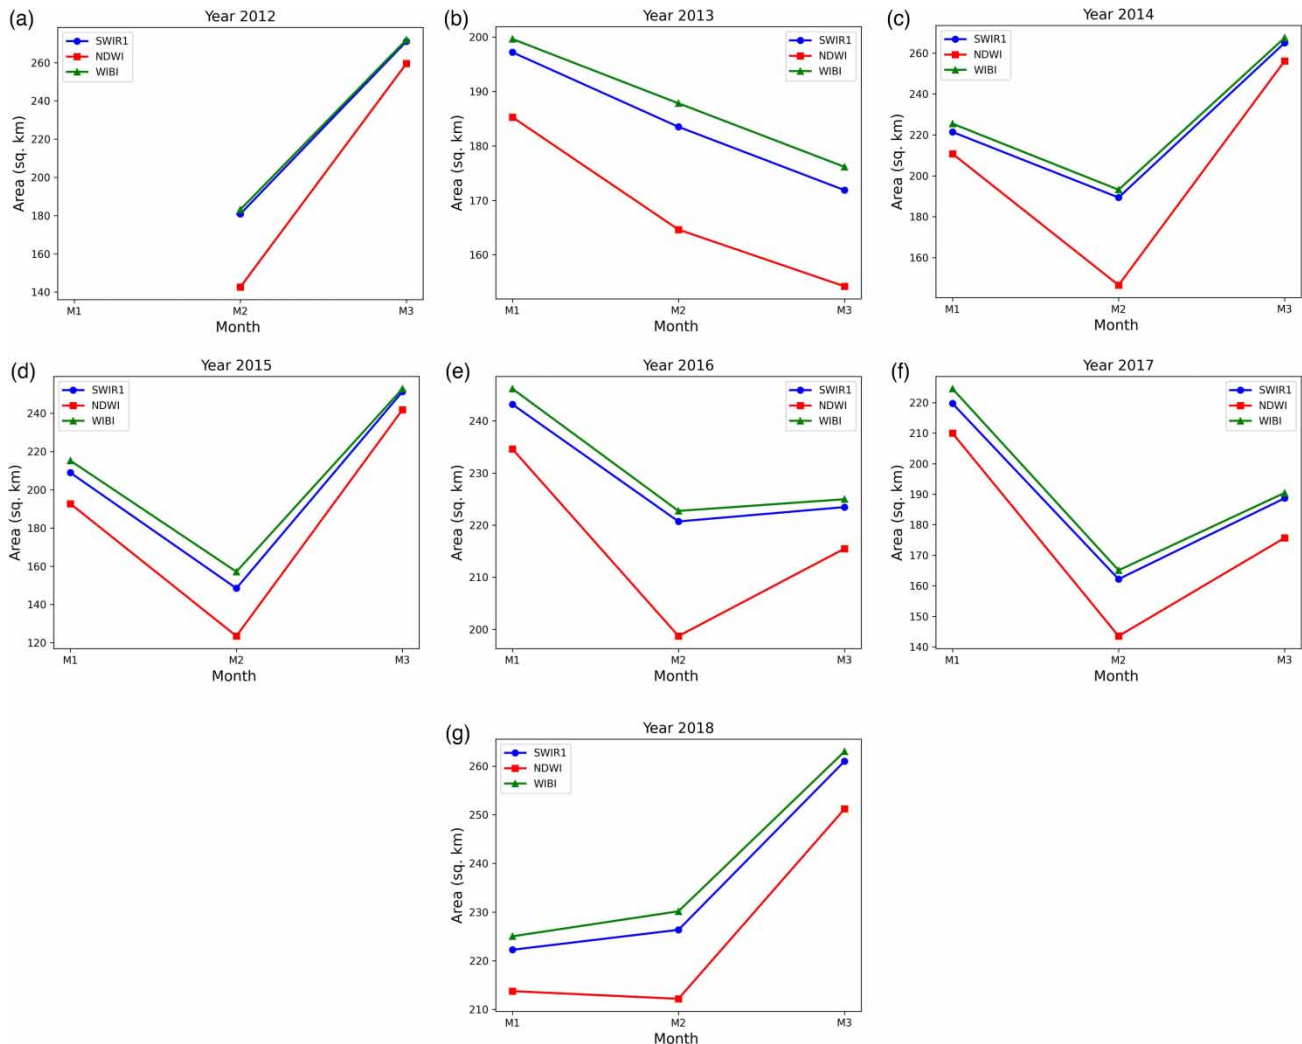 (a)
Year 2012
SWIR1
NDWI
WIBI
Area (sq. km)
260
240
220
200
180
160
140
M1
M2
M3
Month
(b)
Year 2013
SWIR1
NDWI
WIBI
Area (sq. km)
200
190
180
170
160
M1
M2
M3
Month
(c)
Year 2014
SWIR1
NDWI
WIBI
Area (sq. km)
260
240
220
200
180
160
M1
M2
M3
Month
(d)
Year 2015
SWIR1
NDWI
WIBI
Area (sq. km)
240
220
200
180
160
140
120
M1
M2
M3
Month
(e)
Year 2016
SWIR1
NDWI
WIBI
Area (sq. km)
240
230
220
210
200
M1
M2
M3
Month
(f)
Year 2017
SWIR1
NDWI
WIBI
Area (sq. km)
220
210
200
190
180
170
160
150
140
M1
M2
M3
Month
(g)
Year 2018
SWIR1
NDWI
WIBI
Area (sq. km)
260
250
240
230
220
210
M1
M2
M3
Month